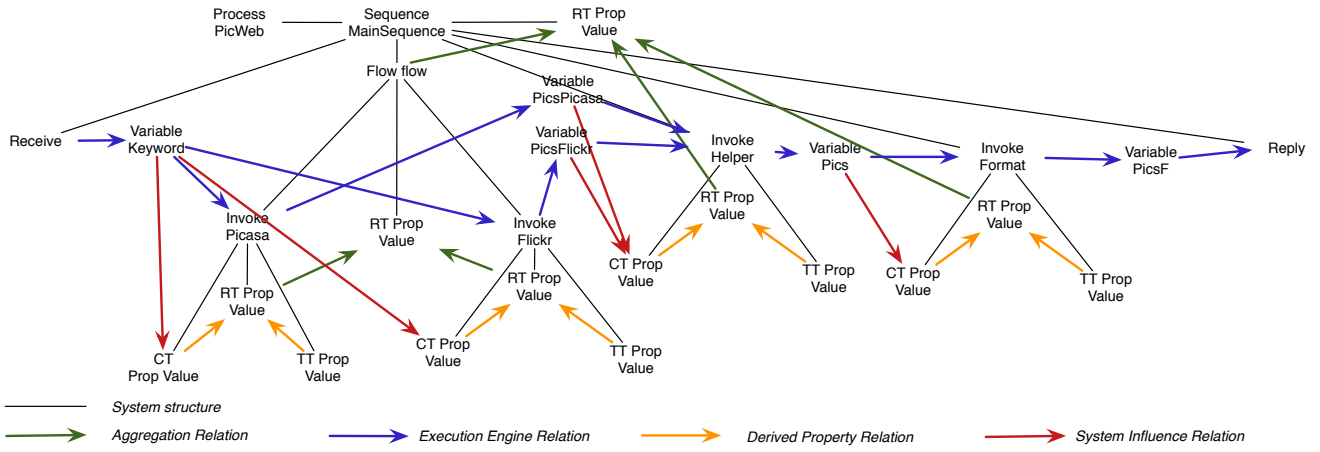 Process
PicWeb
Sequence
MainSequence
RT Prop
Value
Flow flow
Variable
PicsPicasa
Receive
Variable
Keyword
Variable
PicsFlickr
Invoke
Helper
Variable
Pics
Invoke
Format
Variable
PicsF
Reply
Invoke
Picasa
RT Prop
Value
Invoke
Flickr
RT Prop
Value
RT Prop
Value
CT Prop
Value
TT Prop
Value
CT Prop
Value
TT Prop
Value
RT Prop
Value
RT Prop
Value
CT
Prop Value
TT Prop
Value
CT Prop
Value
TT Prop
Value
System structure
Aggregation Relation
Execution Engine Relation
Derived Property Relation
System Influence Relation